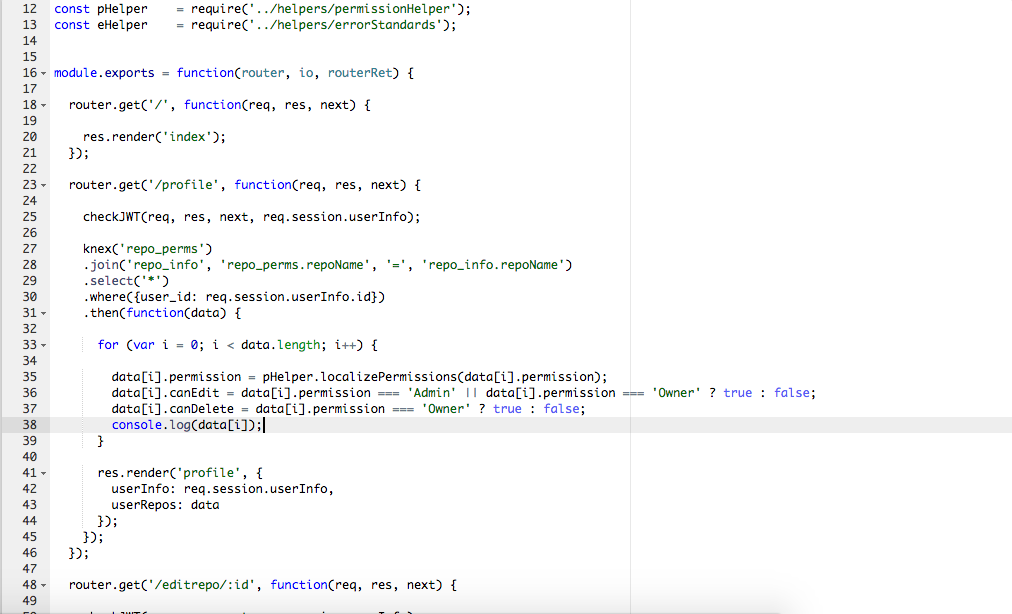 12 const pHelper    = require('../helpers/permissionHelper');
13 const eHelper    = require('../helpers/errorStandards');
14
15
16 module.exports = function(router, io, routerRet) {
17
18   router.get('/', function(req, res, next) {
19
20     res.render('index');
21   });
22
23   router.get('/profile', function(req, res, next) {
24
25     checkJWT(req, res, next, req.session.userInfo);
26
27     knex('repo_perms')
28     .join('repo_info', 'repo_perms.repoName', '=', 'repo_info.repoName')
29     .select('*')
30     .where({user_id: req.session.userInfo.id})
31     .then(function(data) {
32
33       for (var i = 0; i < data.length; i++) {
34
35         data[i].permission = pHelper.localizePermissions(data[i].permission);
36         data[i].canEdit = data[i].permission === 'Admin' || data[i].permission === 'Owner' ? true : false;
37         data[i].canDelete = data[i].permission === 'Owner' ? true : false;
38         console.log(data[i]);
39       }
40
41       res.render('profile', {
42         userInfo: req.session.userInfo,
43         userRepos: data
44       });
45     });
46   });
47
48   router.get('/editrepo/:id', function(req, res, next) {
49